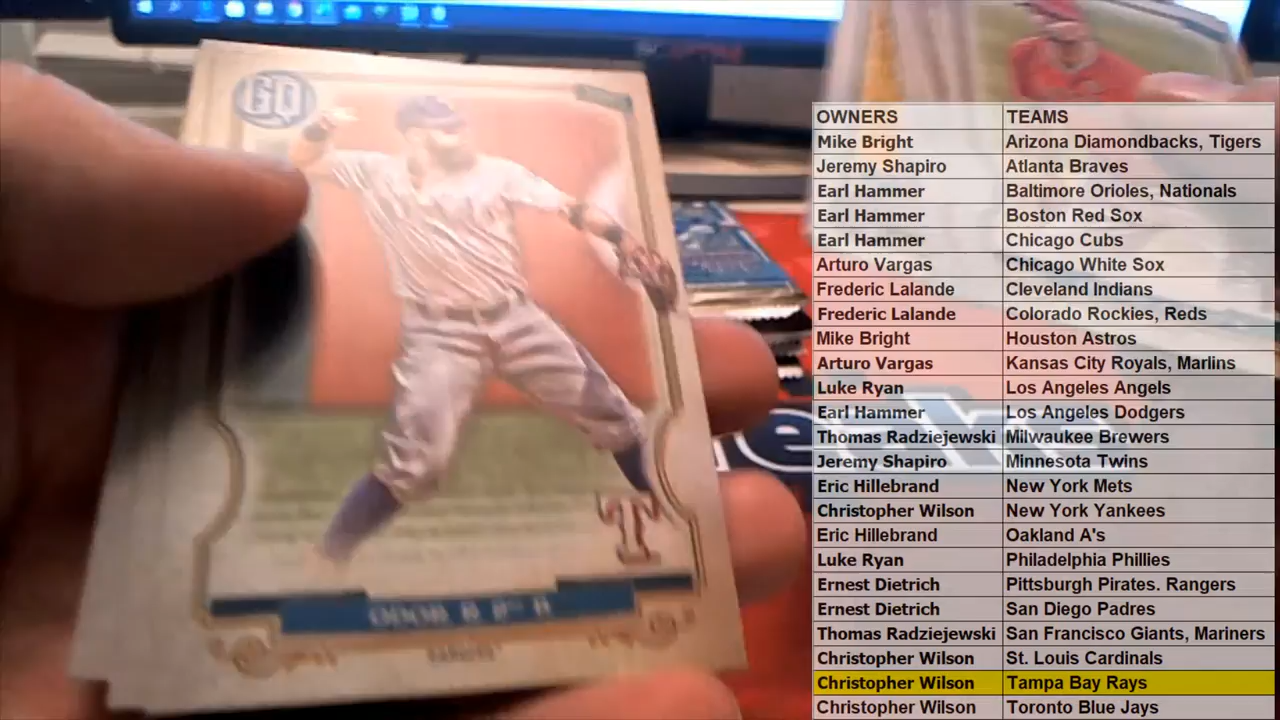 GQ
T
ODOR, R. 2ND B.
RANGERS
OWNERS TEAMS
Mike Bright Arizona Diamondbacks, Tigers
Jeremy Shapiro Atlanta Braves
Earl Hammer Baltimore Orioles, Nationals
Earl Hammer Boston Red Sox
Earl Hammer Chicago Cubs
Arturo Vargas Chicago White Sox
Frederic Lalande Cleveland Indians
Frederic Lalande Colorado Rockies, Reds
Mike Bright Houston Astros
Arturo Vargas Kansas City Royals, Marlins
Luke Ryan Los Angeles Angels
Earl Hammer Los Angeles Dodgers
Thomas Radziejewski Milwaukee Brewers
Jeremy Shapiro Minnesota Twins
Eric Hillebrand New York Mets
Christopher Wilson New York Yankees
Eric Hillebrand Oakland A's
Luke Ryan Philadelphia Phillies
Ernest Dietrich Pittsburgh Pirates. Rangers
Ernest Dietrich San Diego Padres
Thomas Radziejewski San Francisco Giants, Mariners
Christopher Wilson St. Louis Cardinals
Christopher Wilson Tampa Bay Rays
Christopher Wilson Toronto Blue Jays